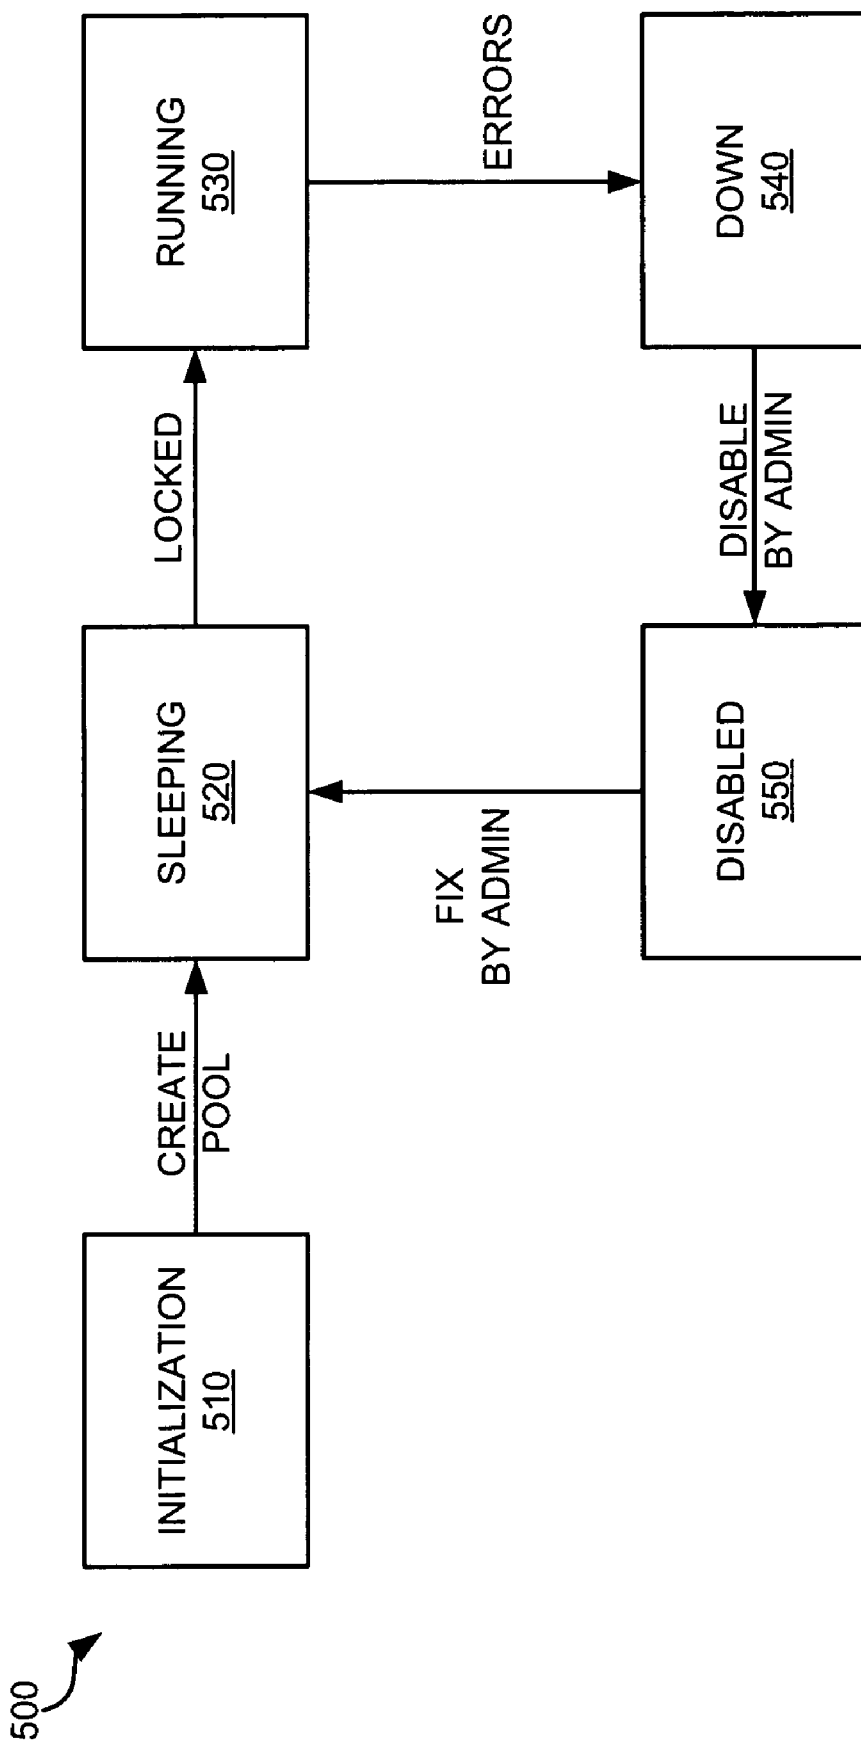 500
INITIALIZATION
510
CREATE
POOL
SLEEPING
520
LOCKED
RUNNING
530
FIX
BY ADMIN
ERRORS
DISABLED
550
DISABLE
BY ADMIN
DOWN
540